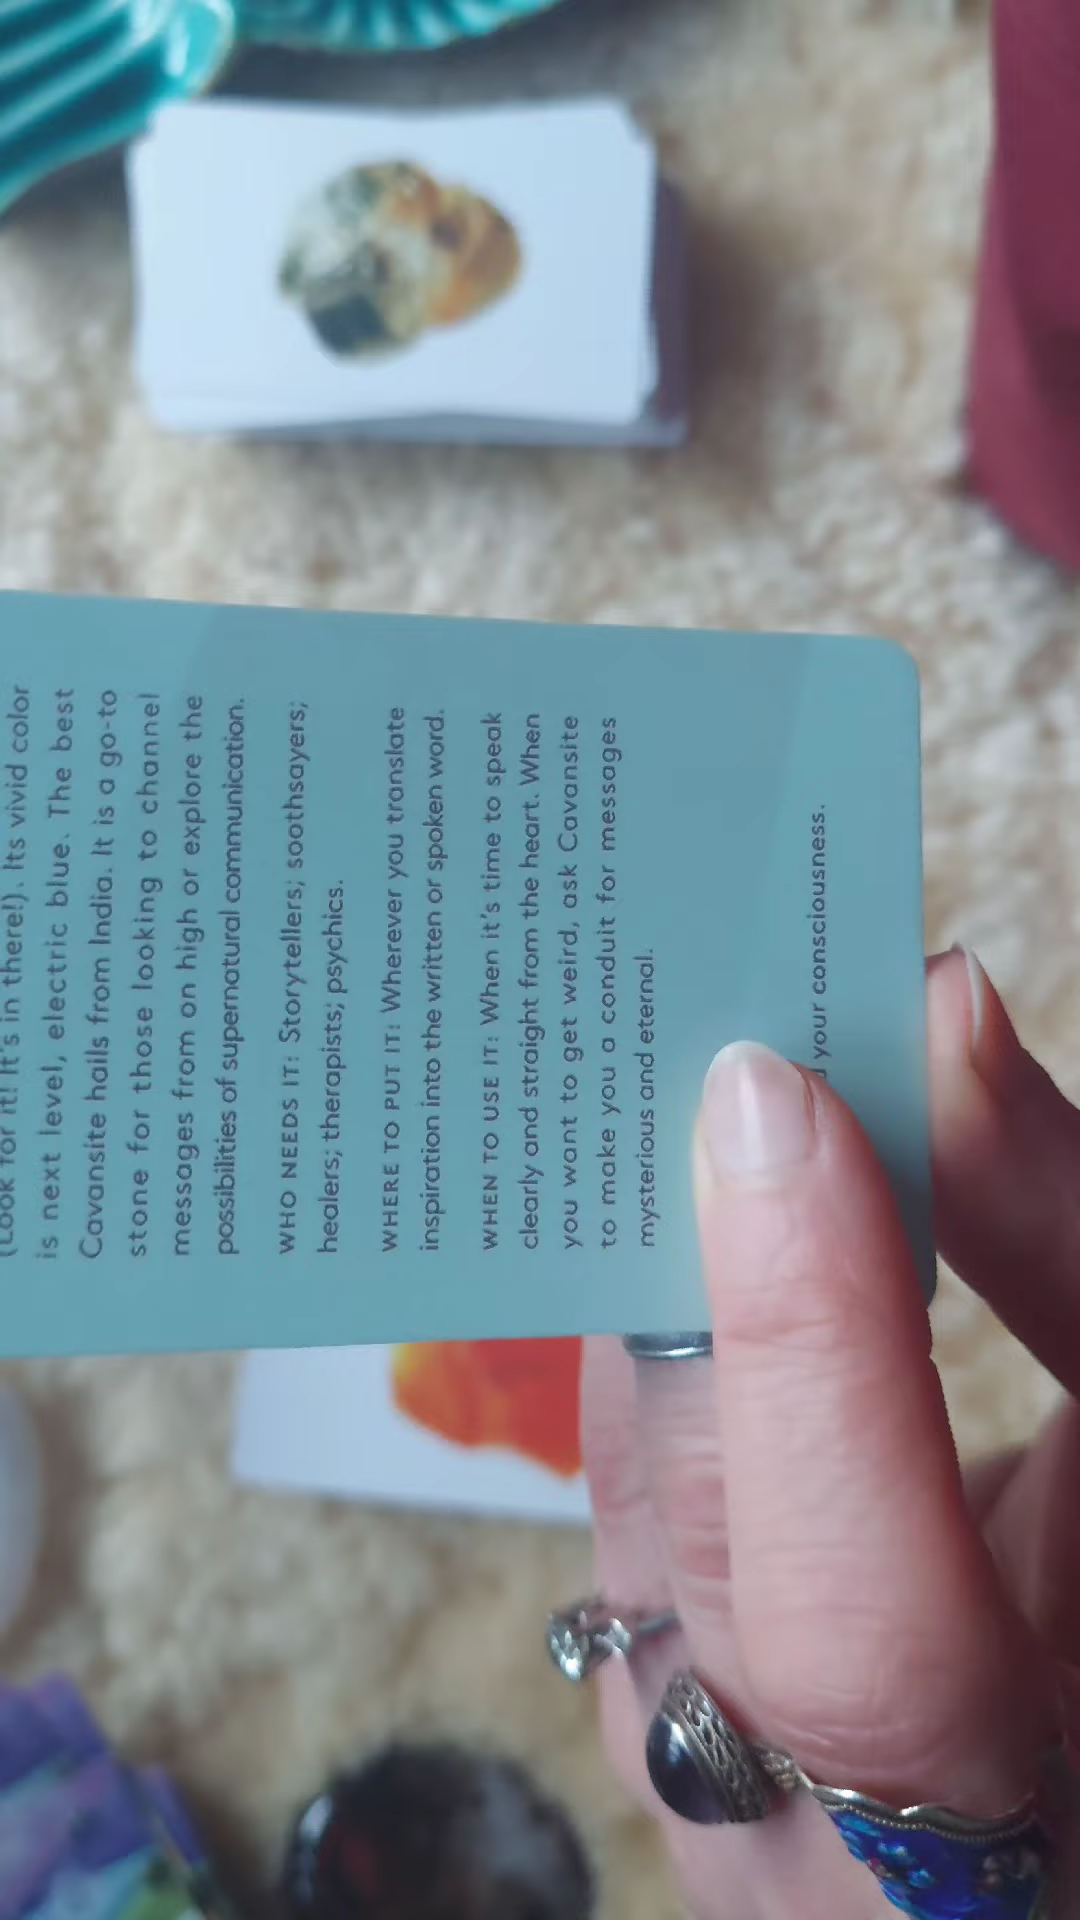 (Look for it! It's in there!). Its vivid color
is next level, electric blue. The best
Cavansite hails from India. It is a go-to
stone for those looking to channel
messages from on high or explore the
possibilities of supernatural communication.
WHO NEEDS IT: Storytellers; soothsayers;
healers; therapists; psychics.
WHERE TO PUT IT: Wherever you translate
inspiration into the written or spoken word.
WHEN TO USE IT: When it's time to speak
clearly and straight from the heart. When
you want to get weird, ask Cavansite
to make you a conduit for messages
mysterious and eternal.
your consciousness.